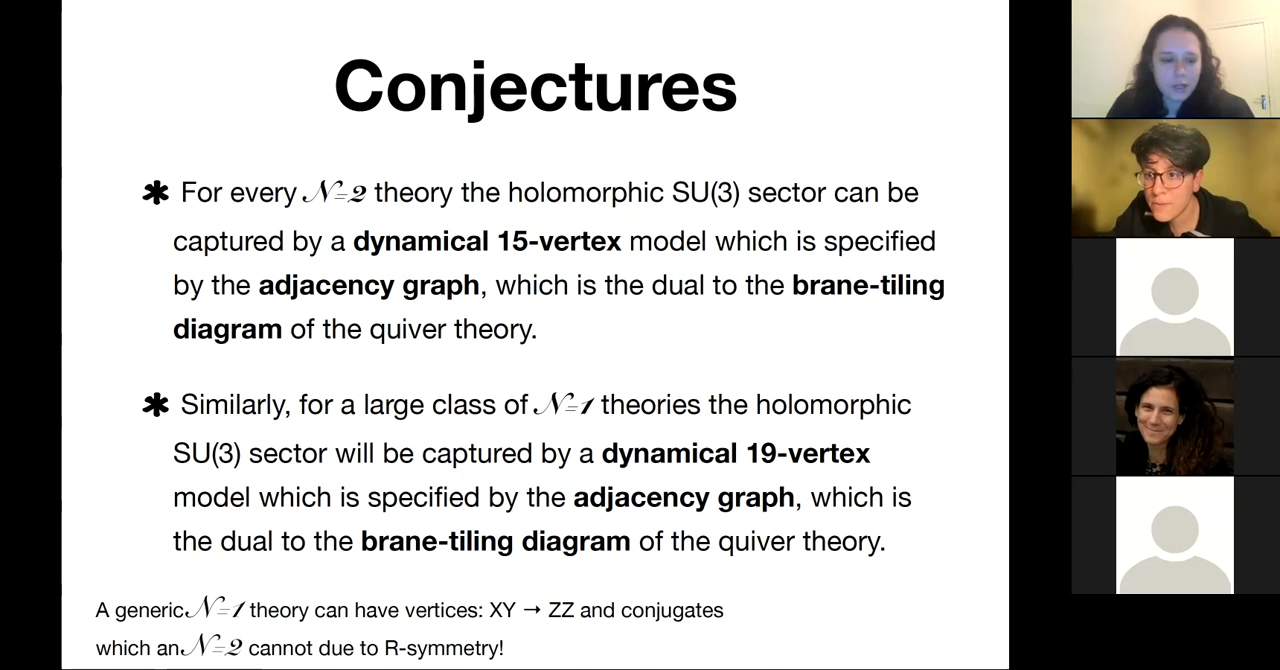 Conjectures
✱ For every 𝒩=2 theory the holomorphic SU(3) sector can be
captured by a dynamical 15-vertex model which is specified
by the adjacency graph, which is the dual to the brane-tiling
diagram of the quiver theory.
✱ Similarly, for a large class of 𝒩=1 theories the holomorphic
SU(3) sector will be captured by a dynamical 19-vertex
model which is specified by the adjacency graph, which is
the dual to the brane-tiling diagram of the quiver theory.
A generic 𝒩=1 theory can have vertices: XY → ZZ and conjugates
which an 𝒩=2 cannot due to R-symmetry!